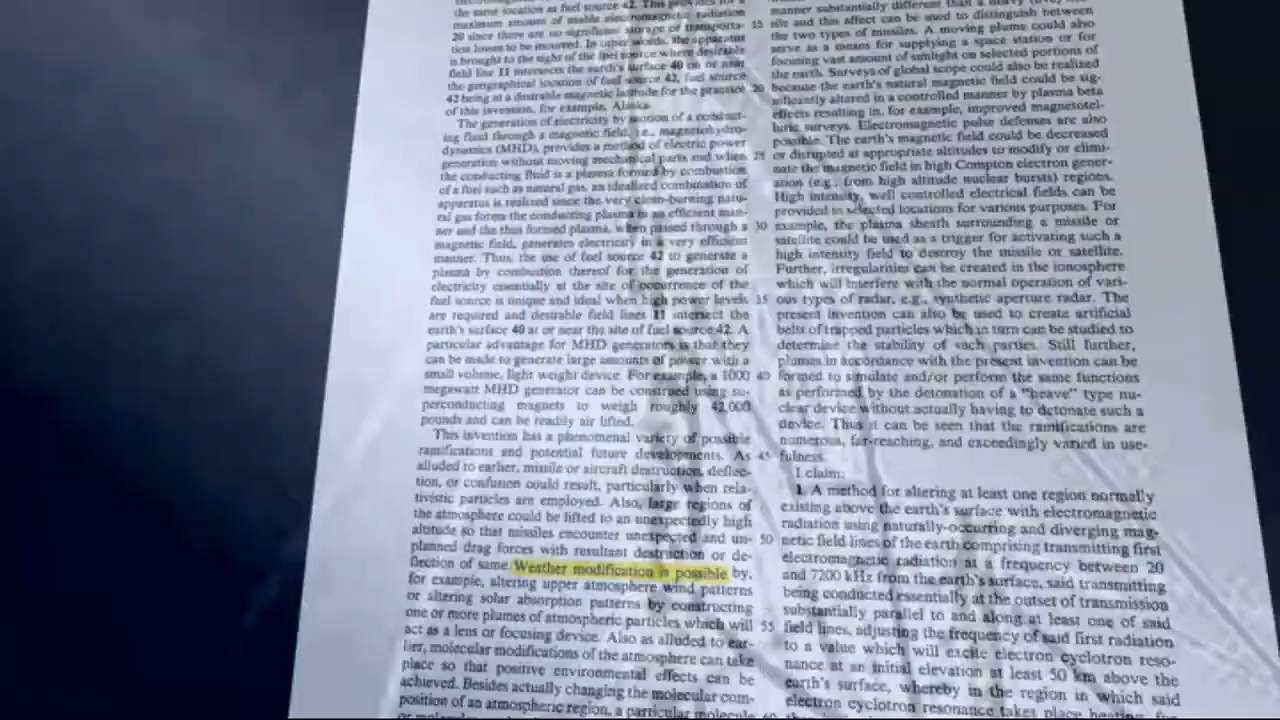 the same location as fuel source 42. This provides for a
maximum amount of usable electromagnetic radiation
20 since there are no significant storage or transporta-
tion losses to be incurred. In other words, the apparatus
is brought to the sight of the fuel source where desirable
field line 11 intersects the earth's surface 40 on or near
the geographical location of fuel source 42, fuel source
42 being at a desirable magnetic latitude for the practice
of this invention, for example, Alaska.
The generation of electricity by motion of a conduct-
ing fluid through a magnetic field, i.e., magnetohydro-
dynamics (MHD), provides a method of electric power
generation without moving mechanical parts and when
the conducting fluid is a plasma formed by combustion
of a fuel such as natural gas, an idealized combination of
apparatus is realized since the very clean-burning natu-
ral gas forms the conducting plasma in an efficient man-
ner and the thus formed plasma, when passed through a
magnetic field, generates electricity in a very efficient
manner. Thus, the use of fuel source 42 to generate a
plasma by combustion thereof for the generation of
electricity essentially at the site of occurrence of the
fuel source is unique and ideal when high power levels
are required and desirable field lines 11 intersect the
earth's surface 40 at or near the site of fuel source 42. A
particular advantage for MHD generators is that they
can be made to generate large amounts of power with a
small volume, light weight device. For example, a 1000
megawatt MHD generator can be construed using su-
perconducting magnets to weigh roughly 42,000
pounds and can be readily air lifted.
This invention has a phenomenal variety of possible
ramifications and potential future developments. As
alluded to earlier, missile or aircraft destruction, deflec-
tion, or confusion could result, particularly when rela-
tivistic particles are employed. Also, large regions of
the atmosphere could be lifted to an unexpectedly high
altitude so that missiles encounter unexpected and un-
planned drag forces with resultant destruction or de-
flection of same. Weather modification is possible by,
for example, altering upper atmosphere wind patterns
or altering solar absorption patterns by constructing
one or more plumes of atmospheric particles which will
act as a lens or focusing device. Also as alluded to ear-
lier, molecular modifications of the atmosphere can take
place so that positive environmental effects can be
achieved. Besides actually changing the molecular com-
position of an atmospheric region, a particular molecule
15
20
25
30
35
40
45
50
55
60
manner substantially different than a heavy
sile and this affect can be used to distinguish between
the two types of missiles. A moving plume could also
serve as a means for supplying a space station or for
focusing vast amount of sunlight on selected portions of
the earth. Surveys of global scope could also be realized
because the earth's natural magnetic field could be sig-
nificantly altered in a controlled manner by plasma beta
effects resulting in, for example, improved magnetotel-
luric surveys. Electromagnetic pulse defenses are also
possible. The earth's magnetic field could be decreased
or disrupted at appropriate altitudes to modify or elimi-
nate the magnetic field in high Compton electron gener-
ation (e.g., from high altitude nuclear bursts) regions.
High intensity, well controlled electrical fields can be
provided in selected locations for various purposes. For
example, the plasma sheath surrounding a missile or
satellite could be used as a trigger for activating such a
high intensity field to destroy the missile or satellite.
Further, irregularities can be created in the ionosphere
which will interfere with the normal operation of vari-
ous types of radar, e.g., synthetic aperture radar. The
present invention can also be used to create artificial
belts of trapped particles which in turn can be studied to
determine the stability of such parties. Still further,
plumes in accordance with the present invention can be
formed to simulate and/or perform the same functions
as performed by the detonation of a "heave" type nu-
clear device without actually having to detonate such a
device. Thus it can be seen that the ramifications are
numerous, far-reaching, and exceedingly varied in use-
fulness.
I claim:
1. A method for altering at least one region normally
existing above the earth's surface with electromagnetic
radiation using naturally-occurring and diverging mag-
netic field lines of the earth comprising transmitting first
electromagnetic radiation at a frequency between 20
and 7200 kHz from the earth's surface, said transmitting
being conducted essentially at the outset of transmission
substantially parallel to and along at least one of said
field lines, adjusting the frequency of said first radiation
to a value which will excite electron cyclotron reso-
nance at an initial elevation at least 50 km above the
earth's surface, whereby in the region in which said
electron cyclotron resonance takes place heating,